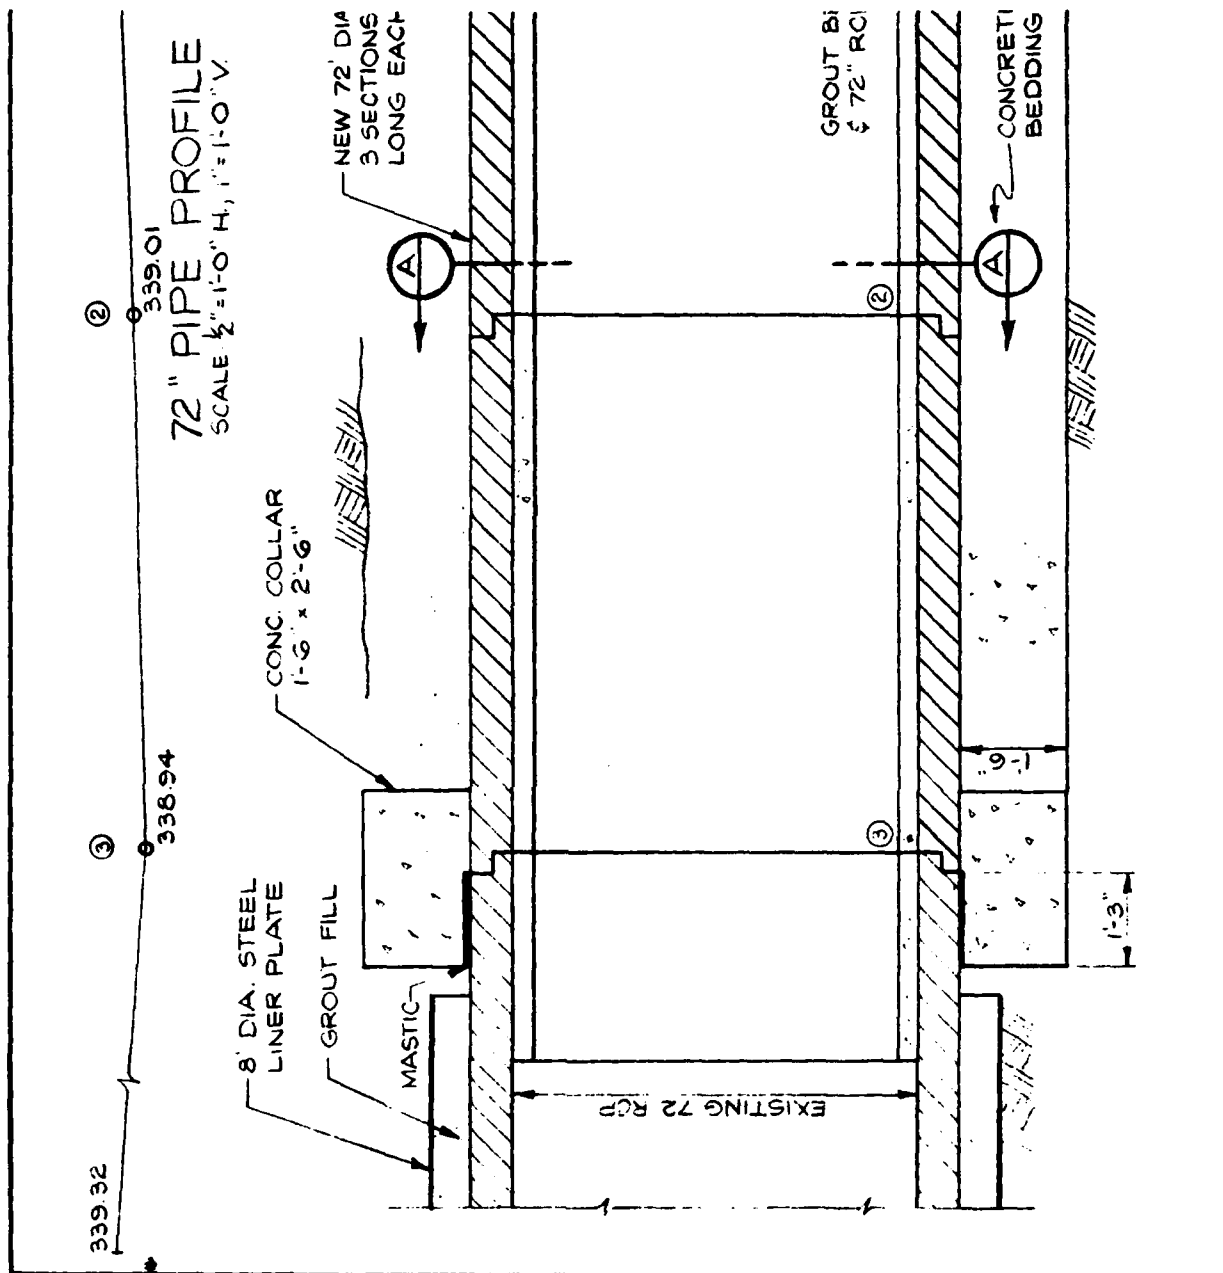 339.32
③
338.94
②
339.01
72" PIPE PROFILE
SCALE ½"=1'-0" H., 1"=1'-0" V.
8' DIA. STEEL
LINER PLATE
GROUT FILL
MASTIC
CONC. COLLAR
1'-6" × 2'-6"
NEW 72" DIA
3 SECTIONS
LONG EACH
A
A
②
③
GROUT
¢ 72"
BEDDING
1'-6"
1'-3"
EXISTING 72 RCP